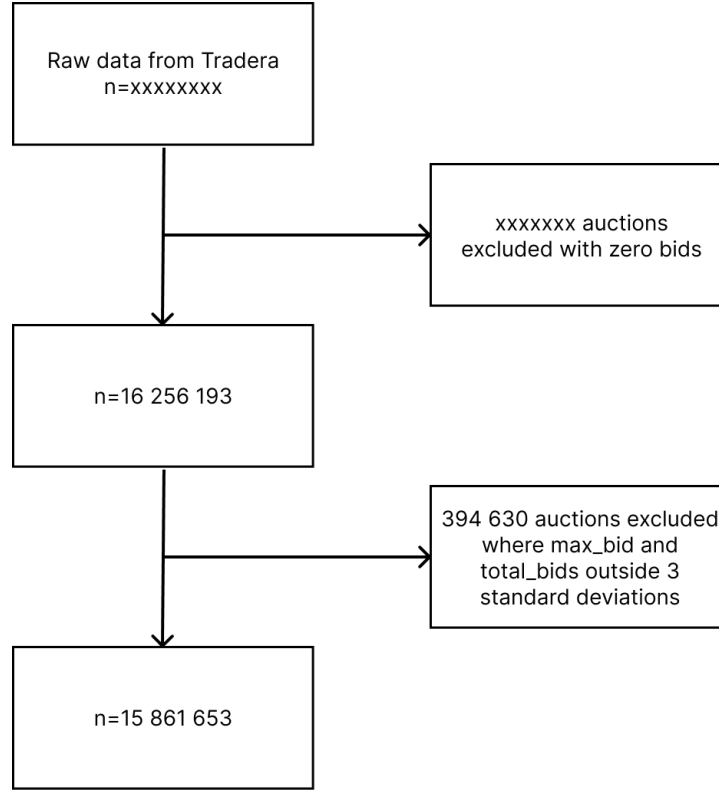 Raw data from Tradera
n=xxxxxxxx
xxxxxxx auctions
excluded with zero bids
n=16 256 193
394 630 auctions excluded
where max_bid and
total_bids outside 3
standard deviations
n=15 861 653